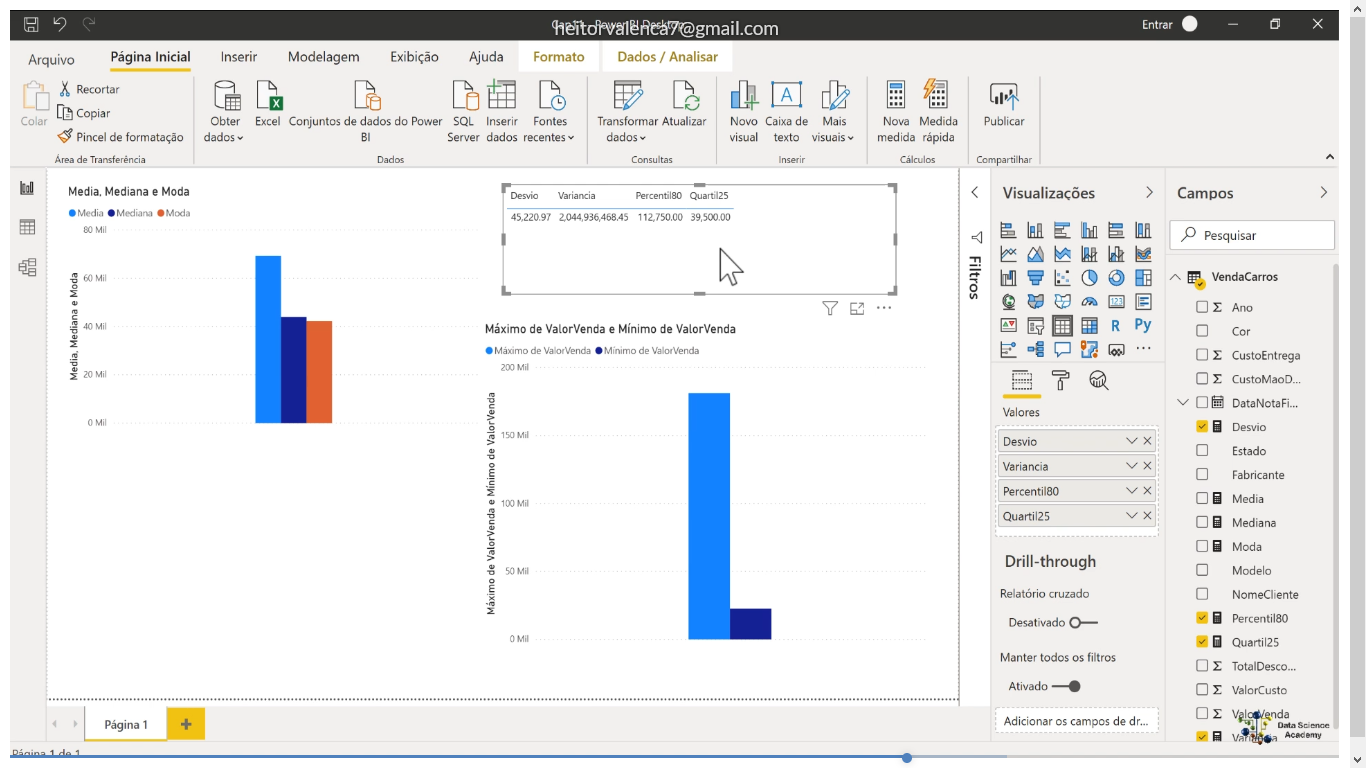 Entrar
heitorvalenca7@gmail.com
Arquivo
Página Inicial
Inserir
Modelagem
Exibição
Ajuda
Formato
Dados / Analisar
Colar
Recortar
Copiar
Pincel de formatação
Área de Transferência
Obter dados
Excel
Conjuntos de dados do Power BI
SQL Server
Inserir dados
Fontes recentes
Dados
Transformar dados
Atualizar
Consultas
Novo visual
Caixa de texto
Mais visuais
Inserir
Nova medida
Medida rápida
Cálculos
Publicar
Compartilhar
Media, Mediana e Moda
Media Mediana Moda
80 Mil
60 Mil
40 Mil
20 Mil
0 Mil
Media, Mediana e Moda
Desvio Variancia Percentil80 Quartil25
45,220.97 2,044,936,468.45 112,750.00 39,500.00
Máximo de ValorVenda e Mínimo de ValorVenda
Máximo de ValorVenda Mínimo de ValorVenda
200 Mil
150 Mil
100 Mil
50 Mil
0 Mil
Máximo de ValorVenda e Mínimo de ValorVenda
Filtros
Visualizações
R
Py
Valores
Desvio
Variancia
Percentil80
Quartil25
Drill-through
Relatório cruzado
Desativado
Manter todos os filtros
Ativado
Adicionar os campos de dr...
Campos
Pesquisar
VendaCarros
Ano
Cor
CustoEntrega
CustoMaoD...
DataNotaFi...
Desvio
Estado
Fabricante
Media
Mediana
Moda
Modelo
NomeCliente
Percentil80
Quartil25
TotalDesco...
ValorCusto
ValorVenda
Variancia
Data Science
Academy
Página 1
Página 1 de 1